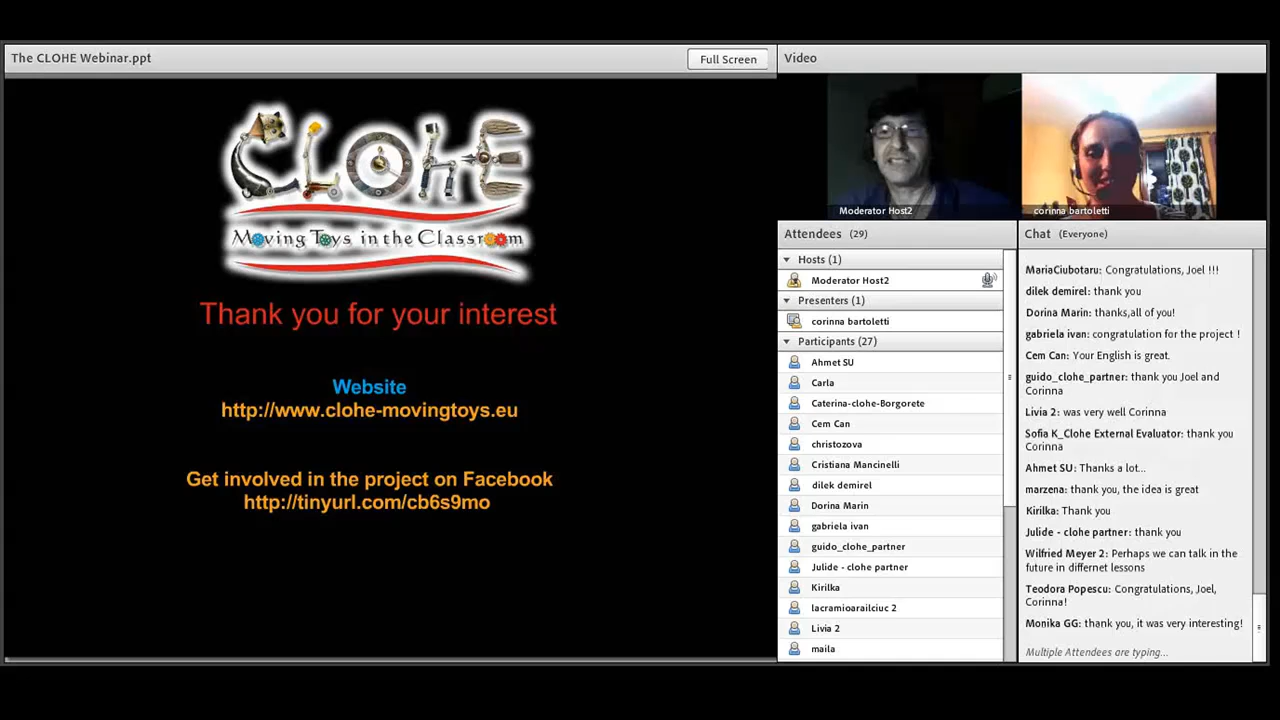 The CLOHE Webinar.ppt
Full Screen
CLOHE
Moving Toys in the Classroom
Thank you for your interest
Website
http://www.clohe-movingtoys.eu
Get involved in the project on Facebook
http://tinyurl.com/cb6s9mo
Video
Moderator Host2
corinna bartoletti
Attendees (29)
Hosts (1)
Moderator Host2
Presenters (1)
corinna bartoletti
Participants (27)
Ahmet SU
Carla
Caterina-clohe-Borgorete
Cem Can
christozova
Cristiana Mancinelli
dilek demirel
Dorina Marin
gabriela ivan
guido_clohe_partner
Julide - clohe partner
Kirilka
lacramioarailciuc 2
Livia 2
maila
Chat (Everyone)
MariaCiubotaru: Congratulations, Joel !!!
dilek demirel: thank you
Dorina Marin: thanks,all of you!
gabriela ivan: congratulation for the project !
Cem Can: Your English is great.
guido_clohe_partner: thank you Joel and
Corinna
Livia 2: was very well Corinna
Sofia K_Clohe External Evaluator: thank you
Corinna
Ahmet SU: Thanks a lot...
marzena: thank you, the idea is great
Kirilka: Thank you
Julide - clohe partner: thank you
Wilfried Meyer 2: Perhaps we can talk in the
future in differnet lessons
Teodora Popescu: Congratulations, Joel,
Corinna!
Monika GG: thank you, it was very interesting!
Multiple Attendees are typing...